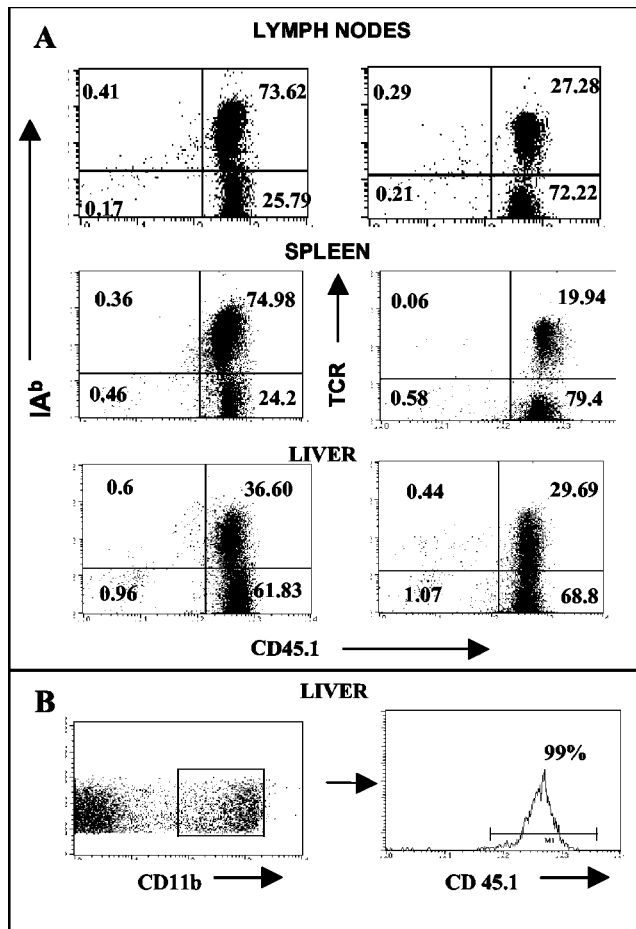 A
LYMPH NODES
0.41 73.62
0.17 25.79
0.29 27.28
0.21 72.22
SPLEEN
0.36 74.98
0.46 24.2
0.06 19.94
0.58 79.4
LIVER
0.6 36.60
0.96 61.83
0.44 29.69
1.07 68.8
IAᵇ
TCR
CD45.1
B
LIVER
99%
M1
CD11b
CD 45.1